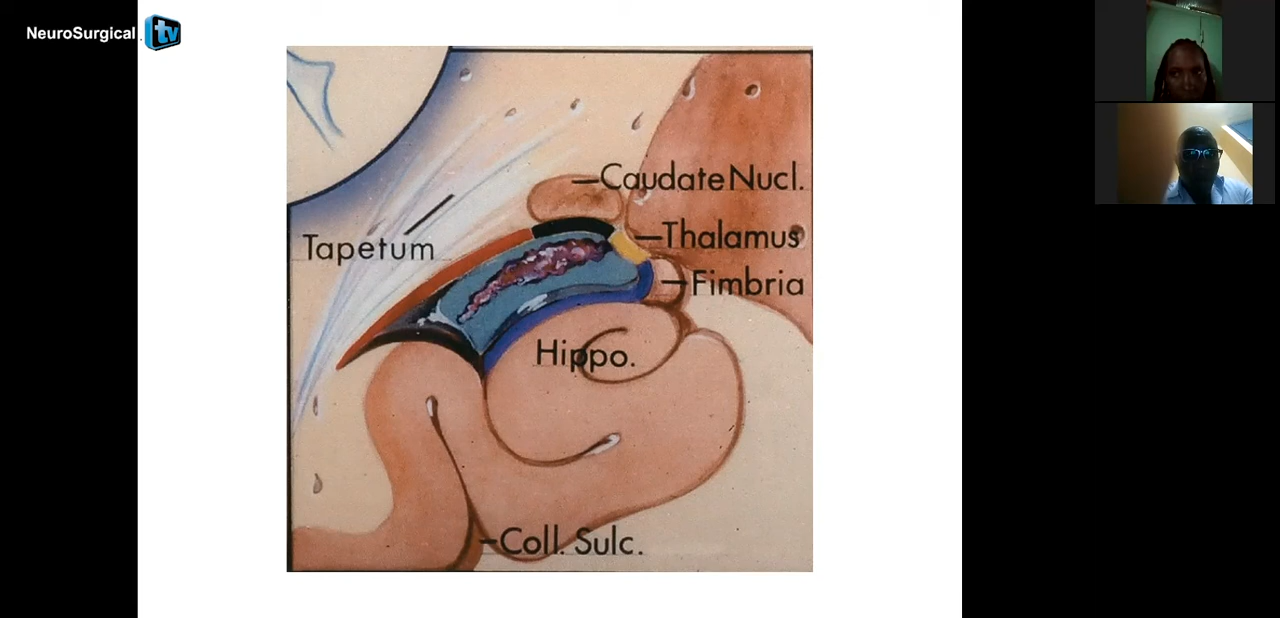 NeuroSurgical tv
Caudate Nucl.
Tapetum
Thalamus
Fimbria
Hippo.
Coll. Sulc.